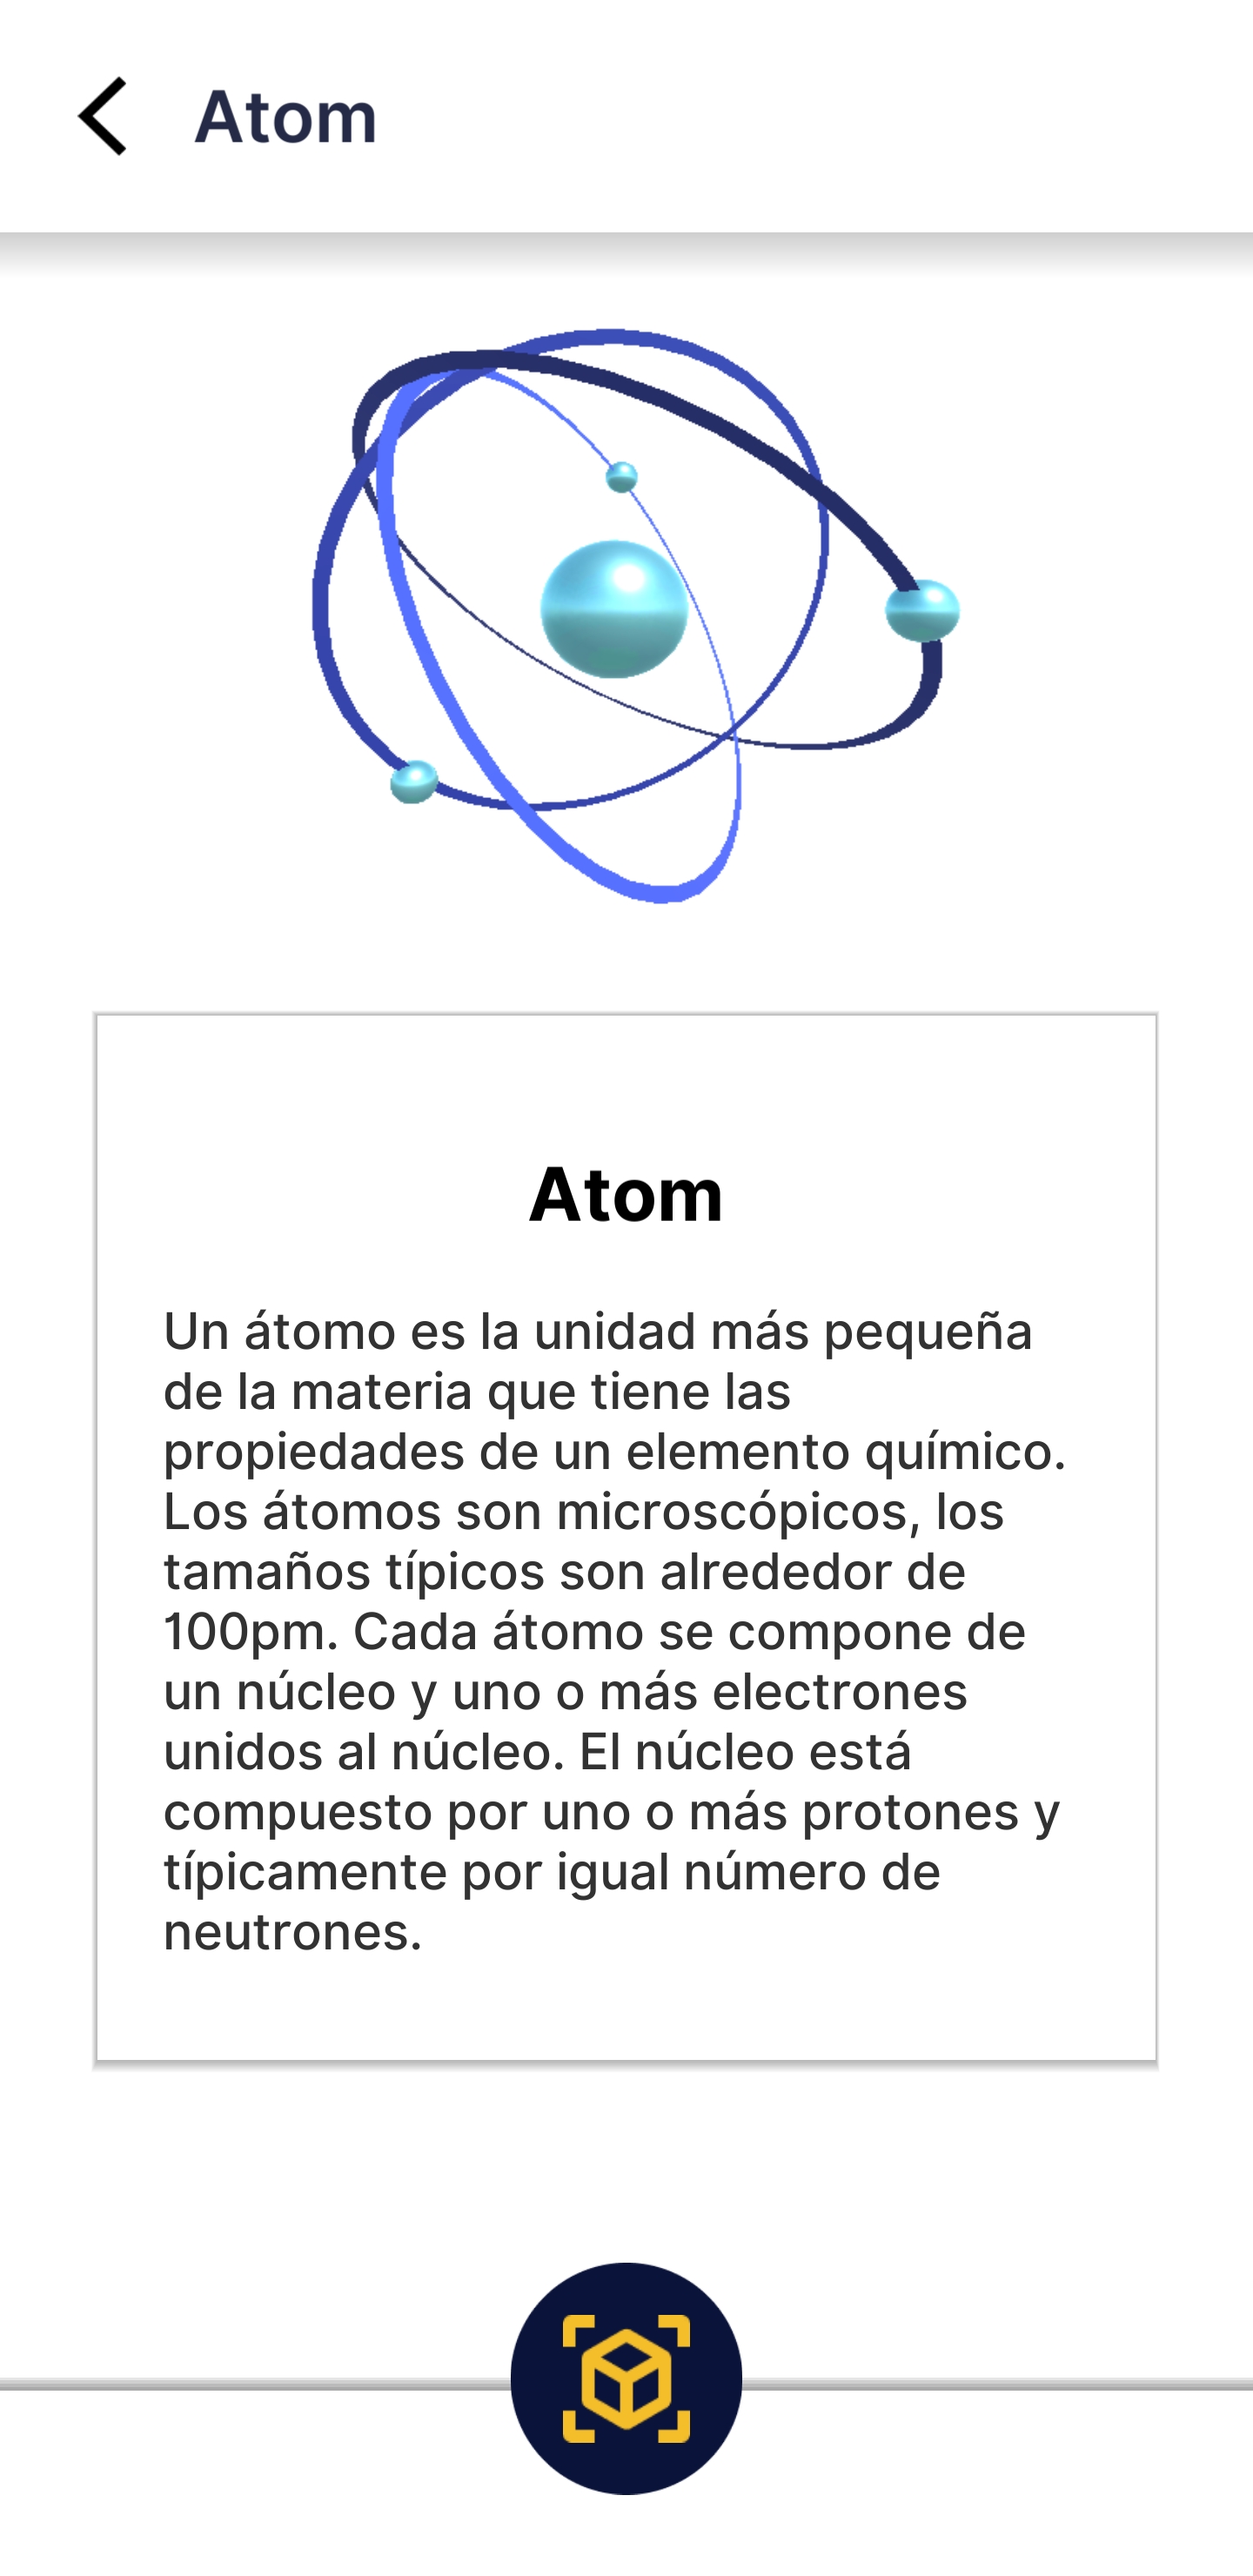 Atom
Atom
Un átomo es la unidad más pequeña
de la materia que tiene las
propiedades de un elemento químico.
Los átomos son microscópicos, los
tamaños típicos son alrededor de
100pm. Cada átomo se compone de
un núcleo y uno o más electrones
unidos al núcleo. El núcleo está
compuesto por uno o más protones y
típicamente por igual número de
neutrones.